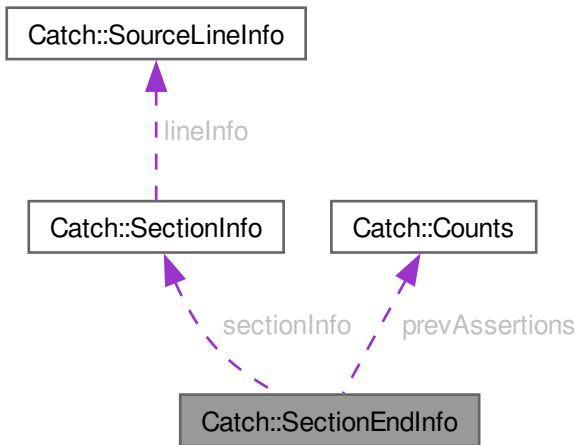 Catch::SourceLineInfo
lineInfo
Catch::SectionInfo
Catch::Counts
sectionInfo
prevAssertions
Catch::SectionEndInfo